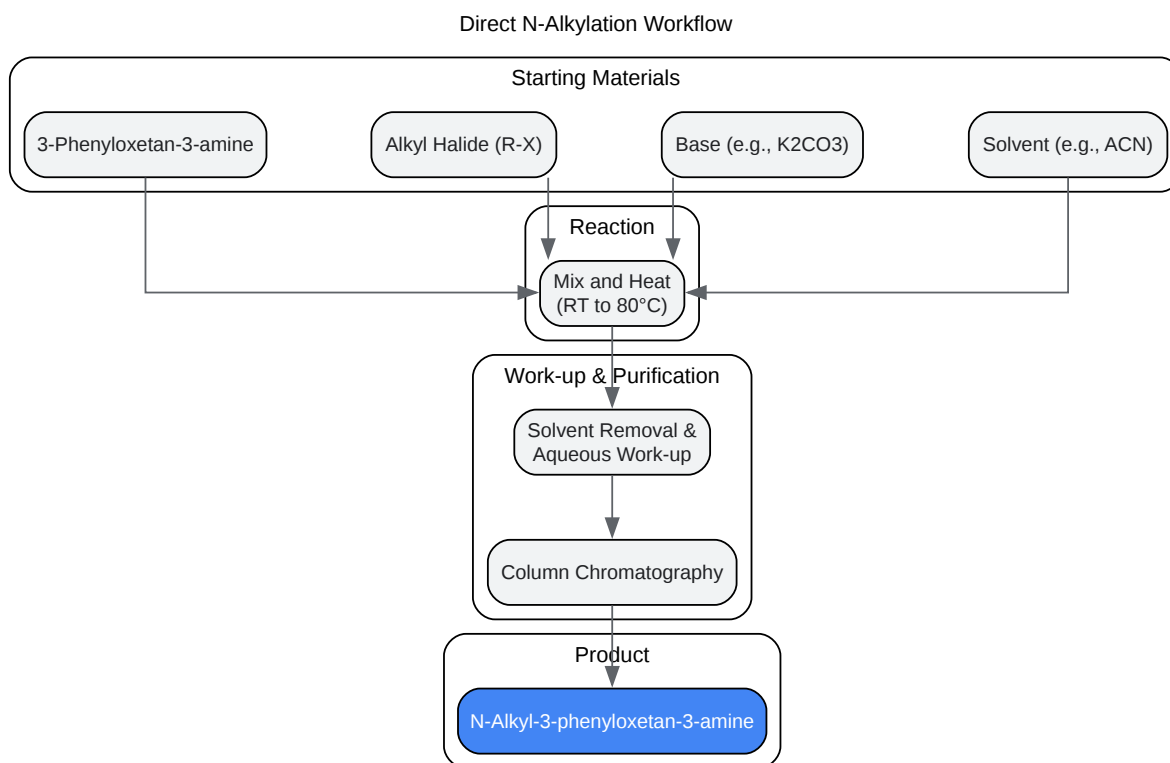 Direct N-Alkylation Workflow
Starting Materials
3-Phenyloxetan-3-amine
Alkyl Halide (R-X)
Base (e.g., K2CO3)
Solvent (e.g., ACN)
Reaction
Mix and Heat
(RT to 80°C)
Work-up & Purification
Solvent Removal &
Aqueous Work-up
Column Chromatography
Product
N-Alkyl-3-phenyloxetan-3-amine